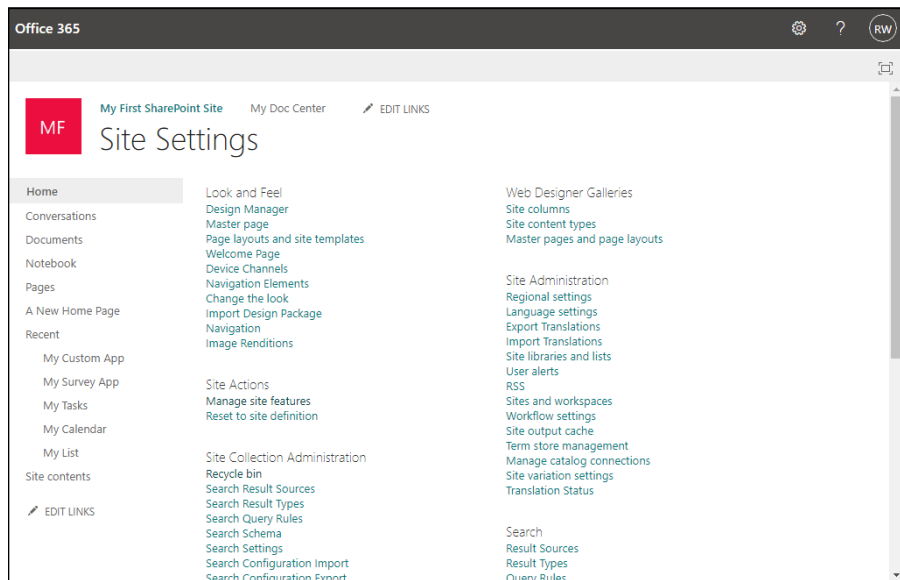 Office 365
?
RW
MF
My First SharePoint Site
My Doc Center
EDIT LINKS
Site Settings
Home
Conversations
Documents
Notebook
Pages
A New Home Page
Recent
My Custom App
My Survey App
My Tasks
My Calendar
My List
Site contents
EDIT LINKS
Look and Feel
Design Manager
Master page
Page layouts and site templates
Welcome Page
Device Channels
Navigation Elements
Change the look
Import Design Package
Navigation
Image Renditions
Site Actions
Manage site features
Reset to site definition
Site Collection Administration
Recycle bin
Search Result Sources
Search Result Types
Search Query Rules
Search Schema
Search Settings
Search Configuration Import
Search Configuration Export
Web Designer Galleries
Site columns
Site content types
Master pages and page layouts
Site Administration
Regional settings
Language settings
Export Translations
Import Translations
Site libraries and lists
User alerts
RSS
Sites and workspaces
Workflow settings
Site output cache
Term store management
Manage catalog connections
Site variation settings
Translation Status
Search
Result Sources
Result Types
Query Rules